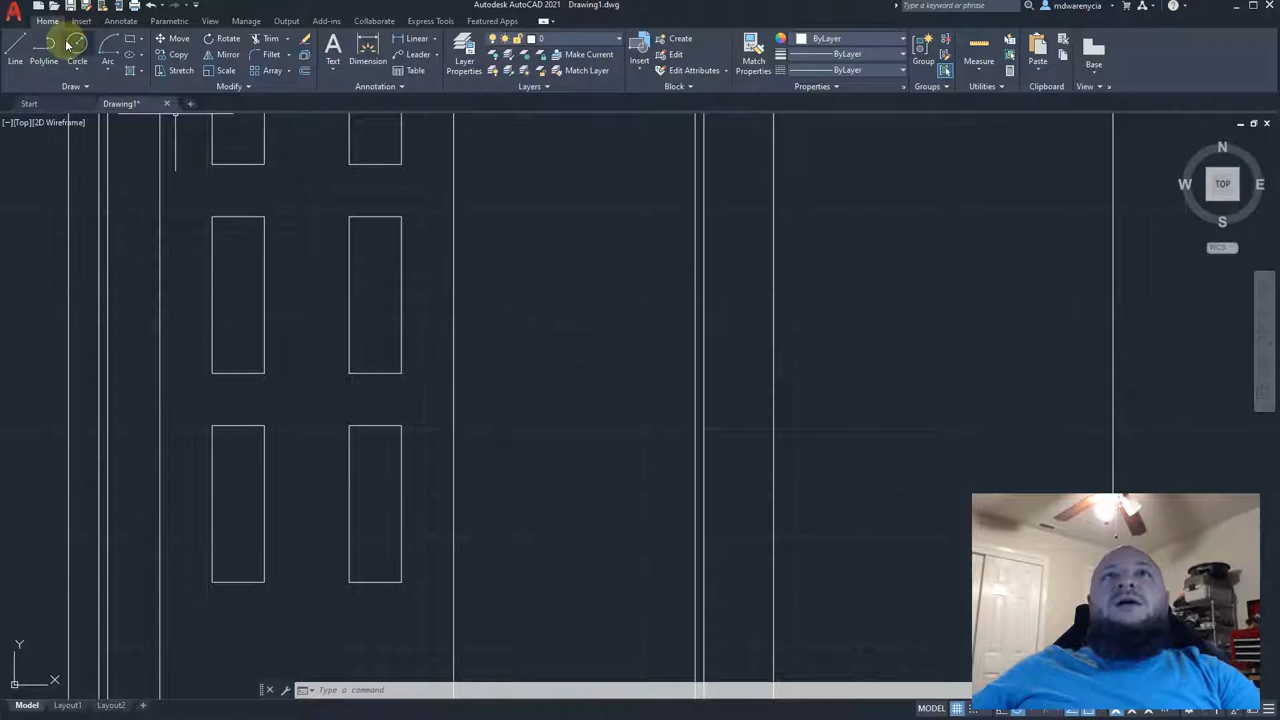 Autodesk AutoCAD 2021 Drawing1.dwg
Type a keyword or phrase
mdwarenycia
Home Insert Annotate Parametric View Manage Output Add-ins Collaborate Express Tools Featured Apps
Line Polyline Circle Arc
Move Rotate Trim
Copy Mirror Fillet
Stretch Scale Array
Text Dimension
Linear
Leader
Table
Layer Properties
0
Make Current
Match Layer
Insert
Create
Edit
Edit Attributes
Match Properties
ByLayer
ByLayer
ByLayer
Group
Measure
Paste
Base
Draw Modify Annotation Layers Block Properties Groups Utilities Clipboard View
Start Drawing1*
[−][Top][2D Wireframe]
N
W TOP E
S
WCS
Y
X
Type a command
Model Layout1 Layout2
MODEL